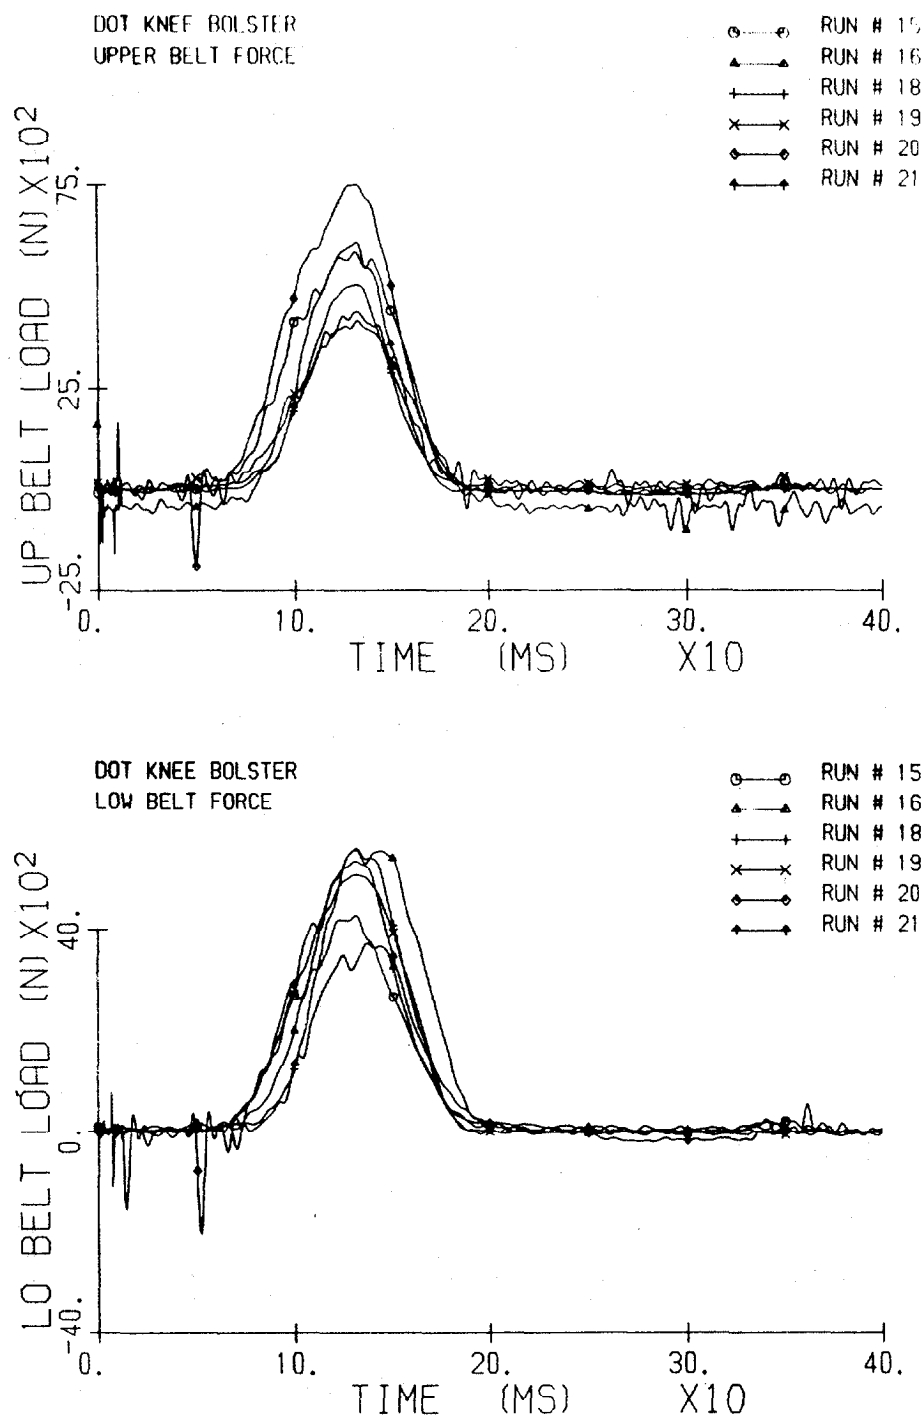 DOT KNEE BOLSTER
UPPER BELT FORCE
RUN # 15
RUN # 16
RUN # 18
RUN # 19
RUN # 20
RUN # 21
UP BELT LOAD (N) X10²
75.
25.
-25.
0. 10. 20. 30. 40.
TIME (MS) X10
DOT KNEE BOLSTER
LOW BELT FORCE
RUN # 15
RUN # 16
RUN # 18
RUN # 19
RUN # 20
RUN # 21
LO BELT LOAD (N) X10²
40.
0.
-40.
0. 10. 20. 30. 40.
TIME (MS) X10